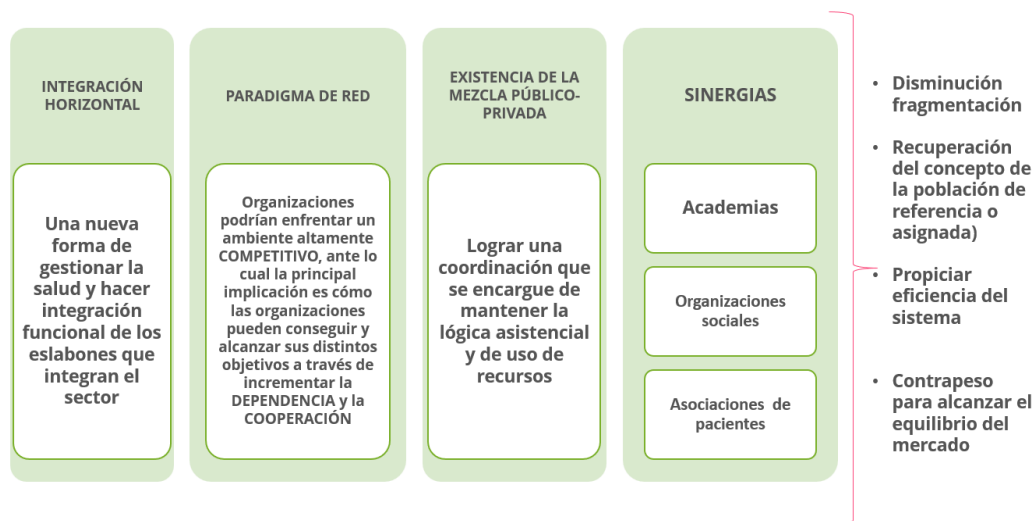 INTEGRACIÓN
HORIZONTAL
Una nueva
forma de
gestionar la
salud y hacer
integración
funcional de los
eslabones que
integran el
sector
PARADIGMA DE RED
Organizaciones
podrían enfrentar un
ambiente altamente
COMPETITIVO, ante lo
cual la principal
implicación es cómo
las organizaciones
pueden conseguir y
alcanzar sus distintos
objetivos a través de
incrementar la
DEPENDENCIA y la
COOPERACIÓN
EXISTENCIA DE LA
MEZCLA PÚBLICO-
PRIVADA
Lograr una
coordinación que
se encargue de
mantener la
lógica asistencial
y de uso de
recursos
SINERGIAS
Academias
Organizaciones
sociales
Asociaciones de
pacientes
• Disminución
fragmentación
• Recuperación
del concepto de
la población de
referencia o
asignada)
• Propiciar
eficiencia del
sistema
• Contrapeso
para alcanzar el
equilibrio del
mercado